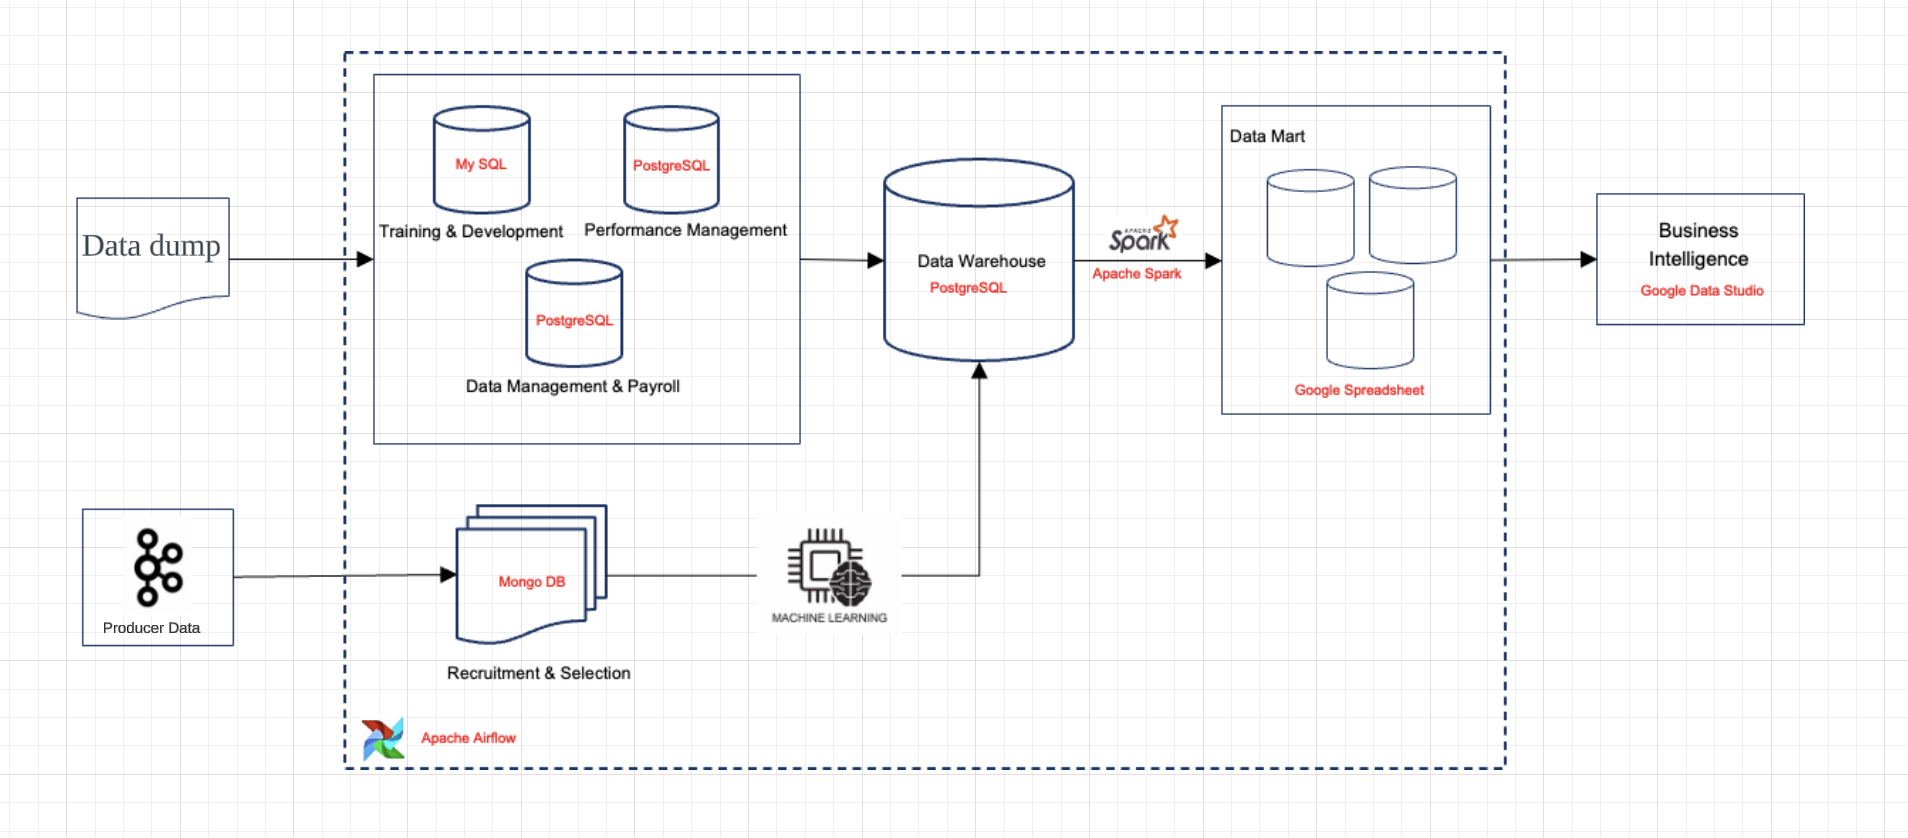 Data dump
My SQL
Training & Development
PostgreSQL
Performance Management
PostgreSQL
Data Management & Payroll
Data Warehouse
PostgreSQL
APACHE
Spark
Apache Spark
Data Mart
Google Spreadsheet
Business
Intelligence
Google Data Studio
Producer Data
Mongo DB
Recruitment & Selection
MACHINE LEARNING
Apache Airflow